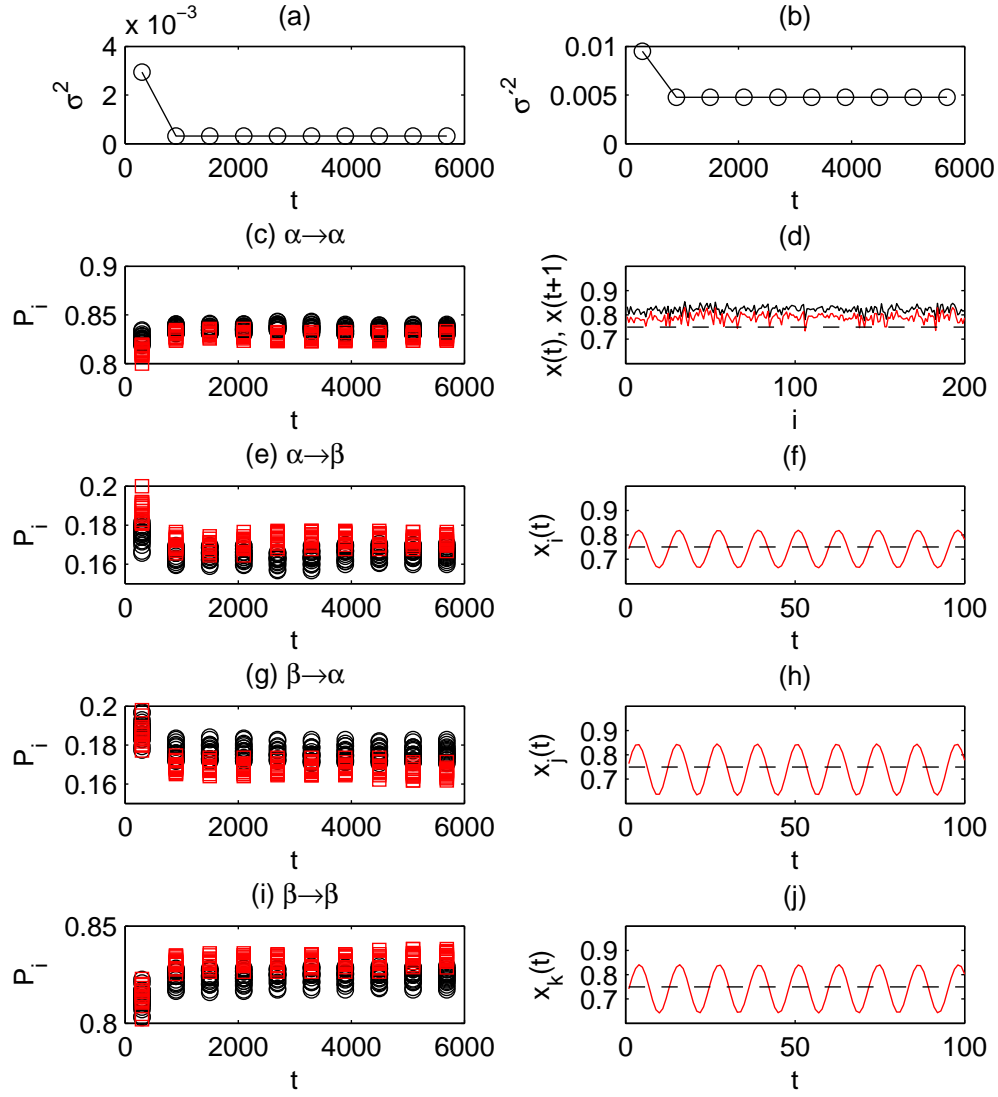 x 10⁻³
(a)
4
2
0
σ²
0 2000 4000 6000
t
(b)
0.01
0.005
0
σ´²
0 2000 4000 6000
t
(c) α→α
0.9
0.85
0.8
P_i
0 2000 4000 6000
t
(d)
0.9
0.8
0.7
x(t), x(t+1)
0 100 200
i
(e) α→β
0.2
0.18
0.16
P_i
0 2000 4000 6000
t
(f)
0.9
0.8
0.7
x_i(t)
0 50 100
t
(g) β→α
0.2
0.18
0.16
P_i
0 2000 4000 6000
t
(h)
0.9
0.8
0.7
x_j(t)
0 50 100
t
(i) β→β
0.85
0.8
P_i
0 2000 4000 6000
t
(j)
0.9
0.8
0.7
x_k(t)
0 50 100
t